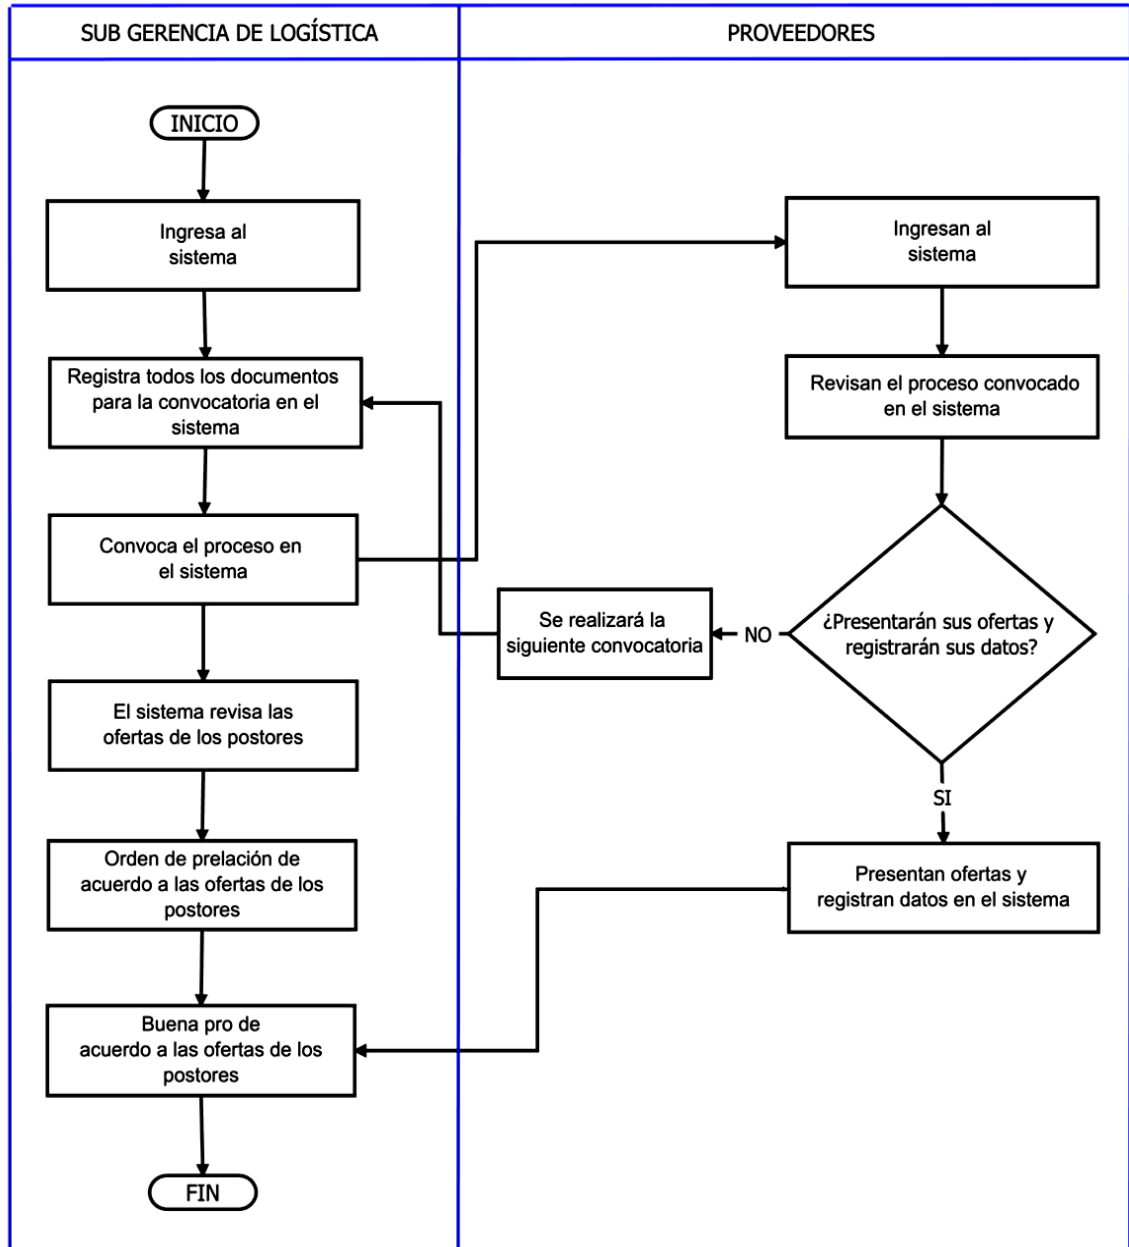 SUB GERENCIA DE LOGÍSTICA
PROVEEDORES
INICIO
Ingresa al
sistema
Registra todos los documentos
para la convocatoria en el
sistema
Convoca el proceso en
el sistema
El sistema revisa las
ofertas de los postores
Orden de prelación de
acuerdo a las ofertas de los
postores
Buena pro de
acuerdo a las ofertas de los
postores
FIN
Ingresan al
sistema
Revisan el proceso convocado
en el sistema
¿Presentarán sus ofertas y
registrarán sus datos?
NO
Se realizará la
siguiente convocatoria
SI
Presentan ofertas y
registran datos en el sistema